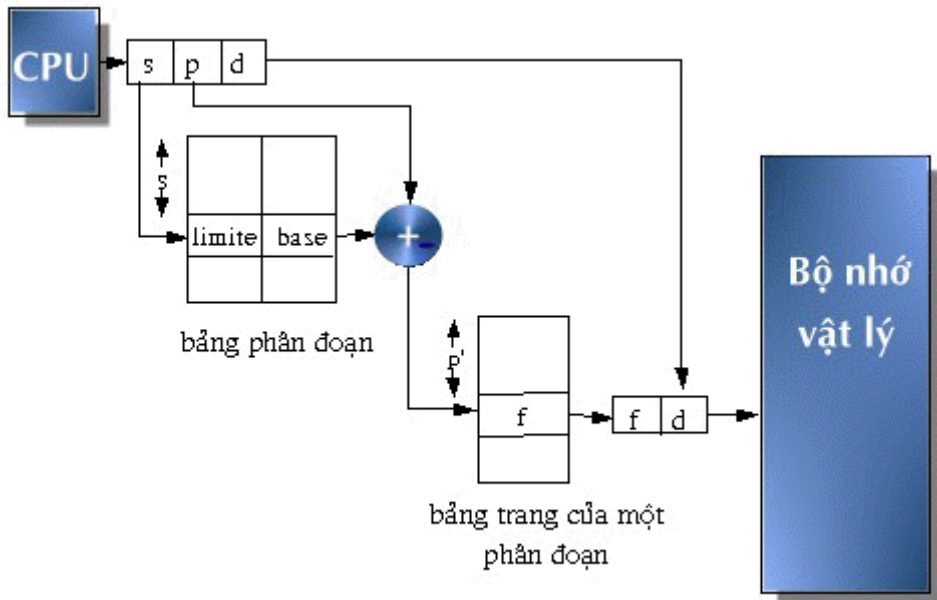 CPU
s p d
s
limite base
+
bảng phân đoạn
p'
f
f d
bảng trang của một
phân đoạn
Bộ nhớ
vật lý